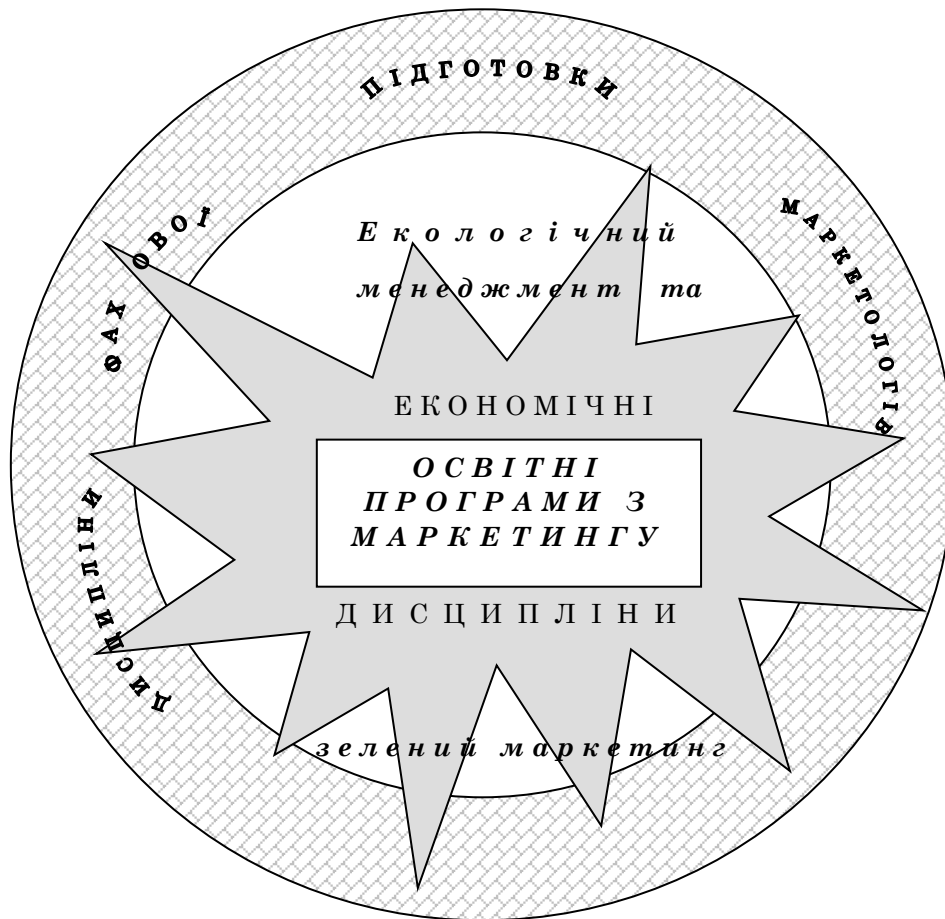 ДИСЦИПЛІНИ
ФАХОВОЇ
ПІДГОТОВКИ
МАРКЕТОЛОГІВ
Екологічний
менеджмент та
ЕКОНОМІЧНІ
ОСВІТНІ
ПРОГРАМИ З
МАРКЕТИНГУ
ДИСЦИПЛІНИ
зелений маркетинг